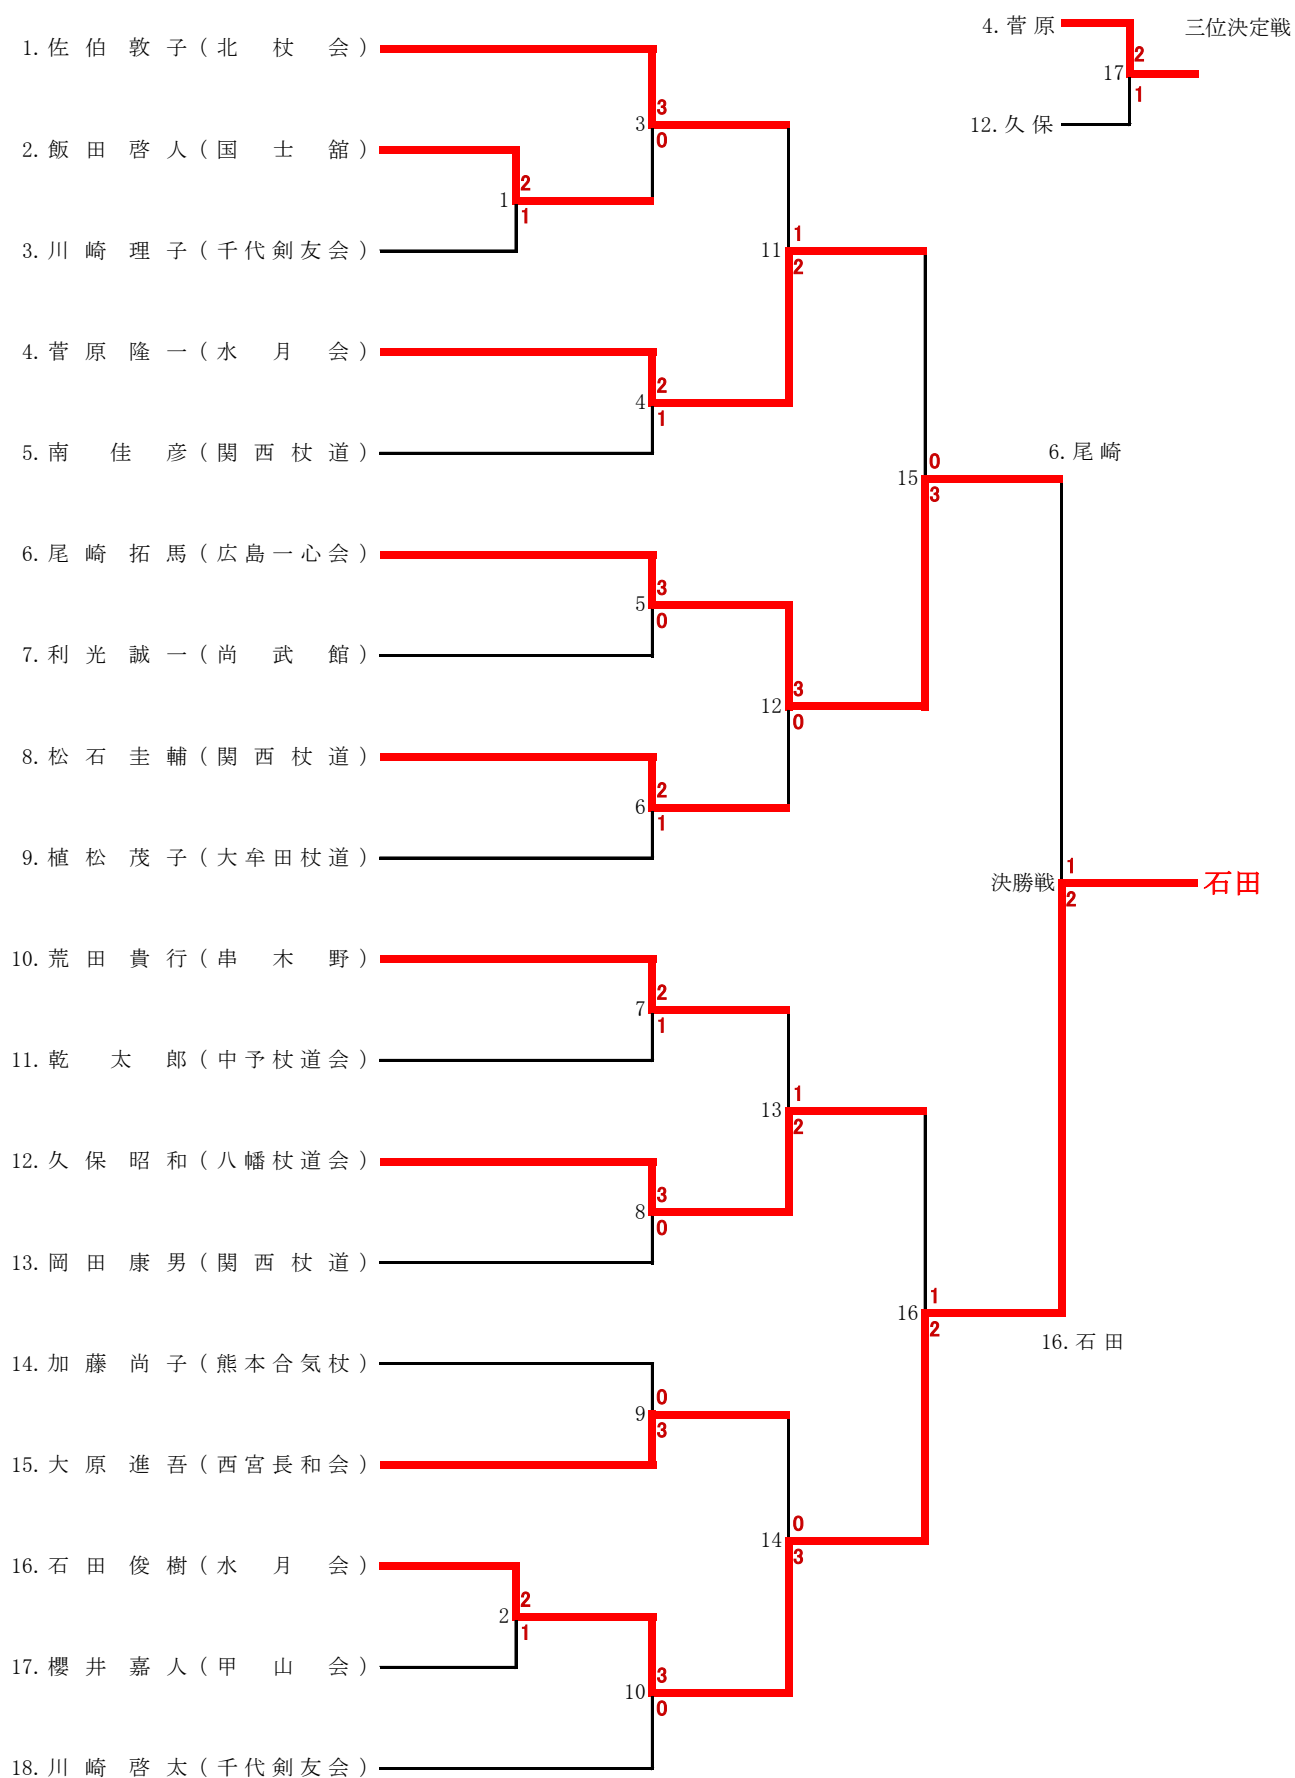 4. 菅原 三位決定戦
1. 佐伯 敦子 (北杖会)
2
17
1
3
3
0
12. 久保
2. 飯田 啓人 (国士舘)
2
1
1
3. 川崎 理子 (千代剣友会)
1
11
2
4. 菅原 隆一 (水月会)
2
4
1
5. 南 佳彦 (関西杖道)
6. 尾崎
0
15
3
6. 尾崎 拓馬 (広島一心会)
3
5
0
7. 利光 誠一 (尚武館)
3
12
0
8. 松石 圭輔 (関西杖道)
2
6
1
9. 植松 茂子 (大牟田杖道)
1
決勝戦 石田
2
10. 荒田 貴行 (串木野)
2
7
1
11. 乾 太郎 (中予杖道会)
1
13
2
12. 久保 昭和 (八幡杖道会)
3
8
0
13. 岡田 康男 (関西杖道)
1
16
2
16. 石田
14. 加藤 尚子 (熊本合気杖)
0
9
3
15. 大原 進吾 (西宮長和会)
0
14
3
16. 石田 俊樹 (水月会)
2
2
1
17. 櫻井 嘉人 (甲山会)
3
10
0
18. 川崎 啓太 (千代剣友会)